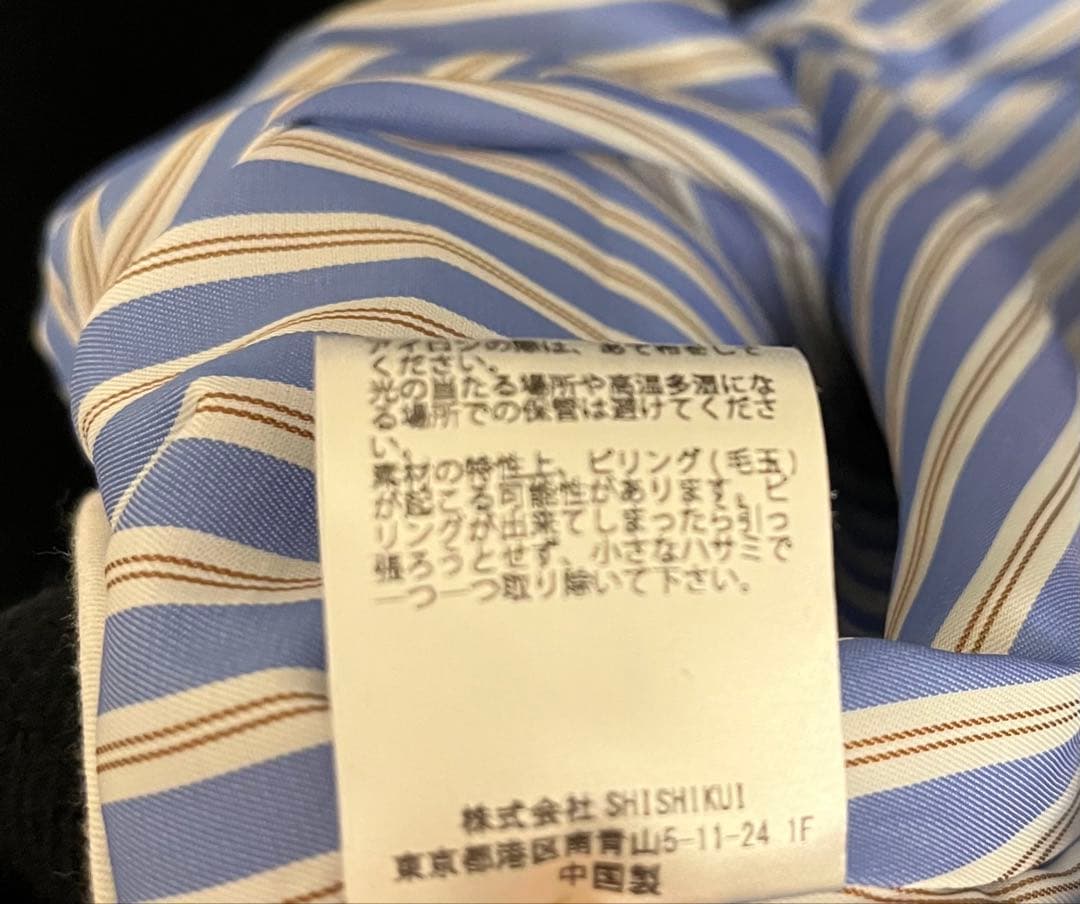 アイロンの際は、あて布をして
ください。
光の当たる場所や高温多湿にな
る場所での保管は避けてくださ
い。
素材の特性上、ピリング(毛玉)
が起こる可能性があります。ピ
リングが出来てしまったら引っ
張ろうとせず、小さなハサミで
一つ一つ取り除いて下さい。
株式会社 SHISHIKUI
東京都港区南青山5-11-24 1F
中国製